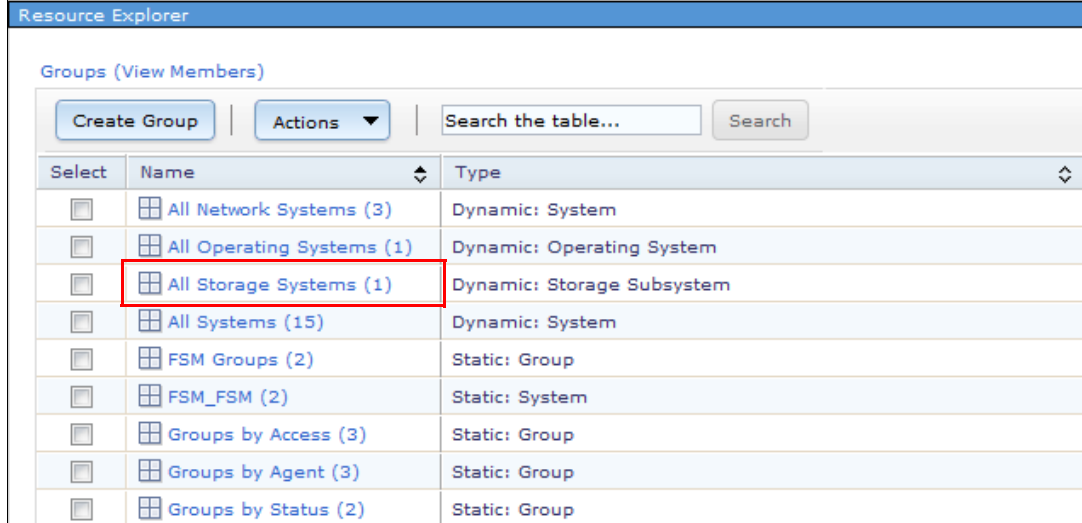 Resource Explorer
Groups (View Members)
Create Group Actions Search the table... Search
Select Name Type
All Network Systems (3) Dynamic: System
All Operating Systems (1) Dynamic: Operating System
All Storage Systems (1) Dynamic: Storage Subsystem
All Systems (15) Dynamic: System
FSM Groups (2) Static: Group
FSM_FSM (2) Static: System
Groups by Access (3) Static: Group
Groups by Agent (3) Static: Group
Groups by Status (2) Static: Group